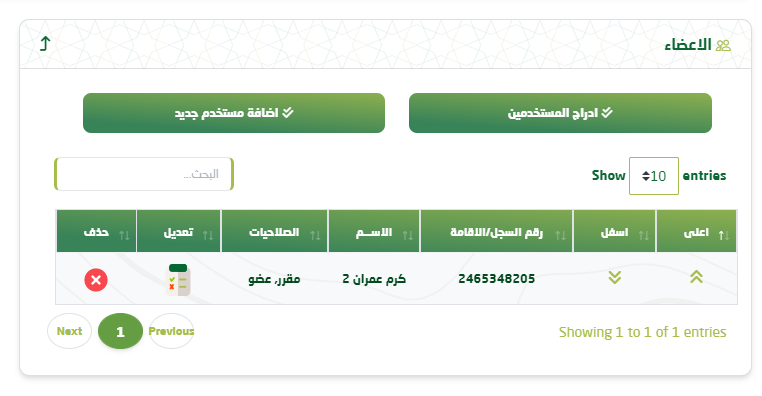 الاعضاء
ادراج المستخدمين
اضافة مستخدم جديد
Show 10 entries
البحث...
اعلى اسفل رقم السجل/الاقامة الاســم الصلاحيات تعديل حذف
2465348205 كرم عمران 2 مقرر, عضو
Showing 1 to 1 of 1 entries
Previous 1 Next